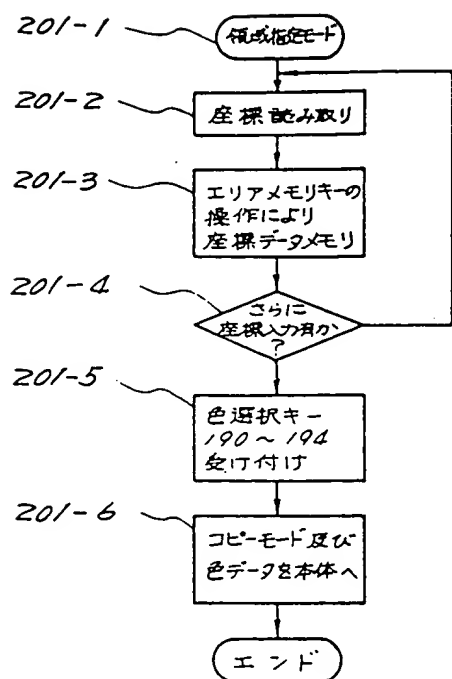 201-1
領域指定モード
201-2
座標読み取り
201-3
エリアメモリキーの
操作により
座標データメモリ
201-4
さらに
座標入力有か
?
201-5
色選択キー
190～194
受け付け
201-6
コピーモード及び
色データを本体へ
エンド